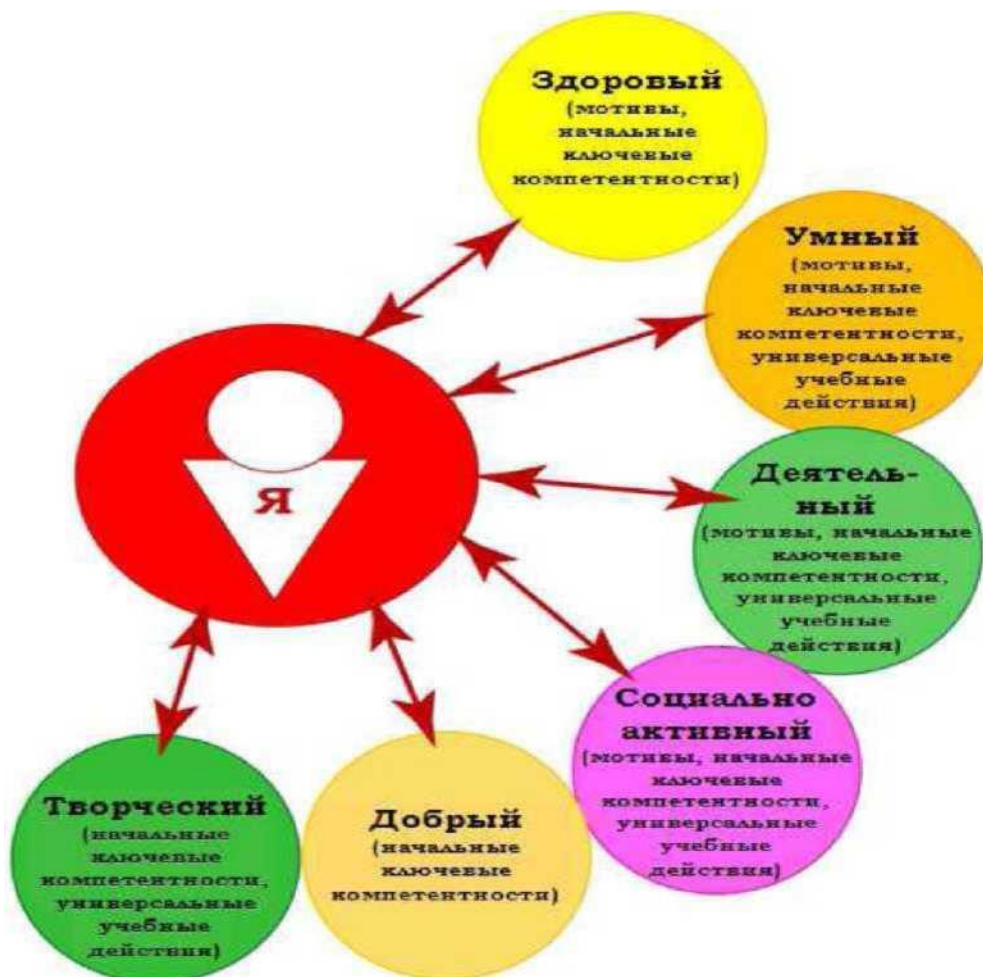 Здоровый
(мотивы,
начальные
ключевые
компетентности)
Умный
(мотивы,
начальные
ключевые
компетентности,
универсальные
учебные
действия)
Деятель-
ный
(мотивы, начальные
ключевые
компетентности,
универсальные
учебные
действия)
Социально
активный
(мотивы, начальные
ключевые
компетентности,
универсальные
учебные
действия)
Добрый
(начальные
ключевые
компетентности)
Творческий
(начальные
ключевые
компетентности,
универсальные
учебные
действия)
Я